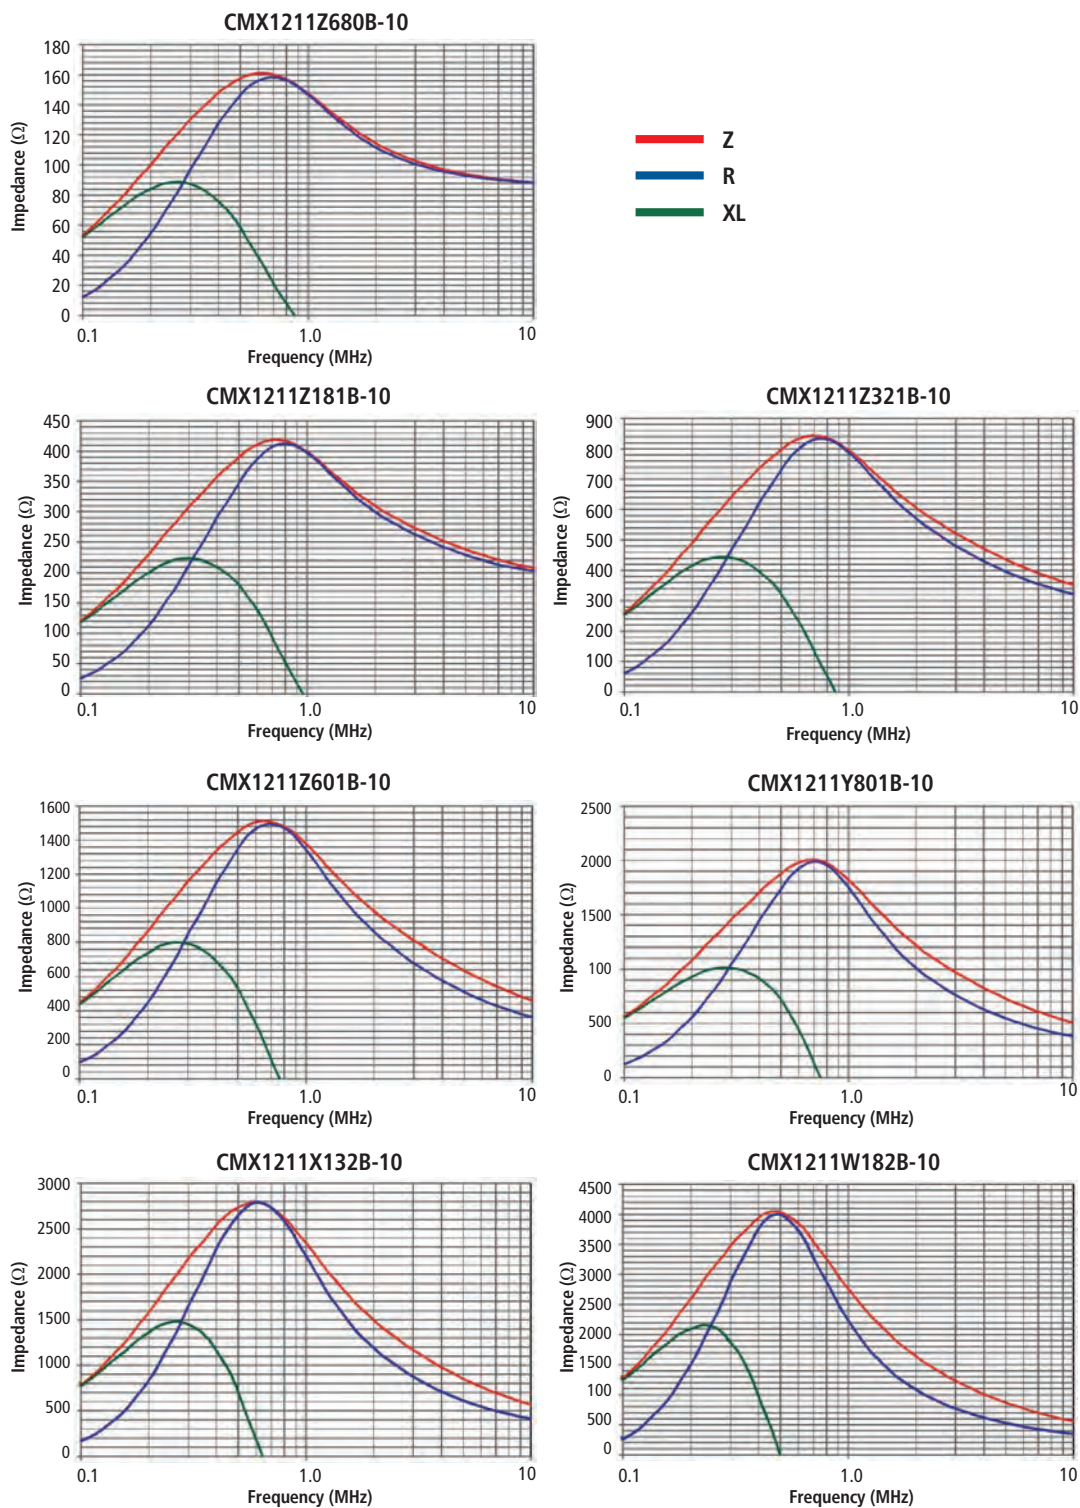 CMX1211Z680B-10
180
160
140
120
100
80
60
40
20
0
Impedance (Ω)
0.1 1.0 10
Frequency (MHz)
Z
R
XL
CMX1211Z181B-10
450
400
350
300
250
200
150
100
50
0
Impedance (Ω)
0.1 1.0 10
Frequency (MHz)
CMX1211Z321B-10
900
800
700
600
500
400
300
200
100
0
Impedance (Ω)
0.1 1.0 10
Frequency (MHz)
CMX1211Z601B-10
1600
1400
1200
1000
800
600
400
200
0
Impedance (Ω)
0.1 1.0 10
Frequency (MHz)
CMX1211Y801B-10
2500
2000
1500
100
500
0
Impedance (Ω)
0.1 1.0 10
Frequency (MHz)
CMX1211X132B-10
3000
2500
2000
1500
1000
500
0
Impedance (Ω)
0.1 1.0 10
Frequency (MHz)
CMX1211W182B-10
4500
4000
3500
3000
2500
2000
1500
100
500
0
Impedance (Ω)
0.1 1.0 10
Frequency (MHz)